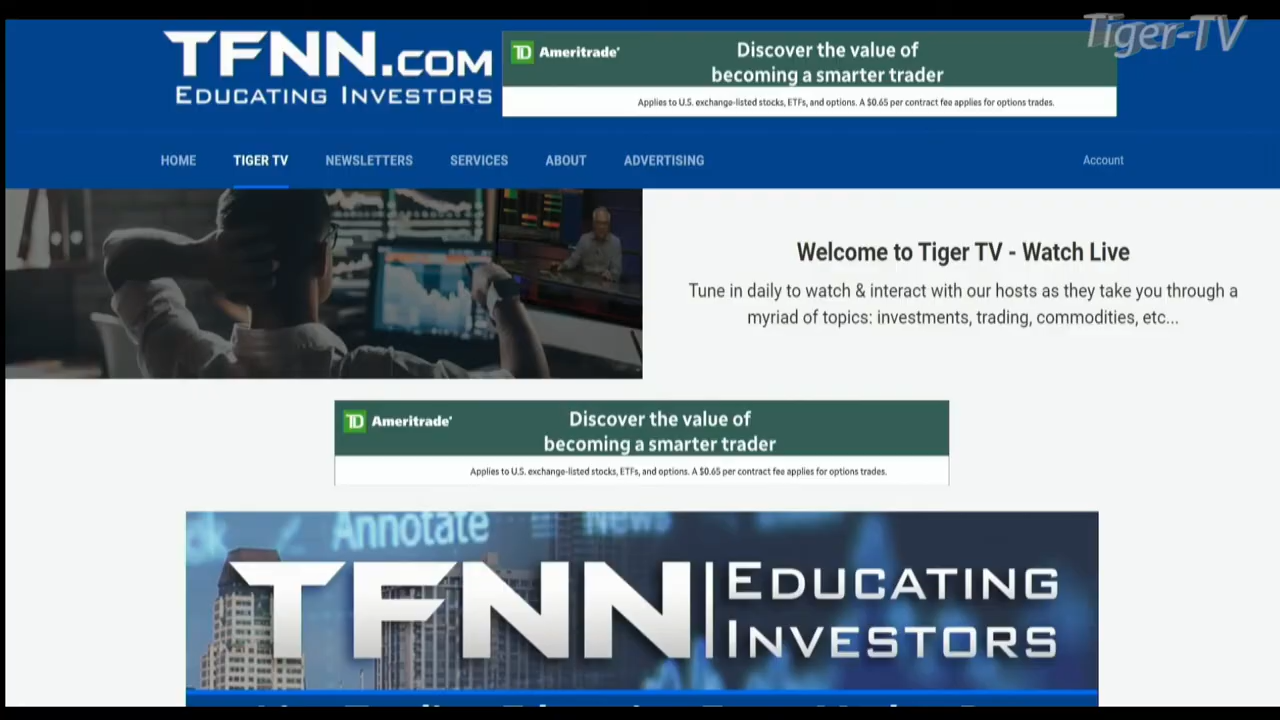 Tiger-TV
TFNN.COM
EDUCATING INVESTORS
TD Ameritrade
Discover the value of
becoming a smarter trader
Applies to U.S. exchange-listed stocks, ETFs, and options. A $0.65 per contract fee applies for options trades.
HOME TIGER TV NEWSLETTERS SERVICES ABOUT ADVERTISING Account
Welcome to Tiger TV - Watch Live
Tune in daily to watch & interact with our hosts as they take you through a
myriad of topics: investments, trading, commodities, etc...
TD Ameritrade
Discover the value of
becoming a smarter trader
Applies to U.S. exchange-listed stocks, ETFs, and options. A $0.65 per contract fee applies for options trades.
Annotate News
TFNN EDUCATING
INVESTORS